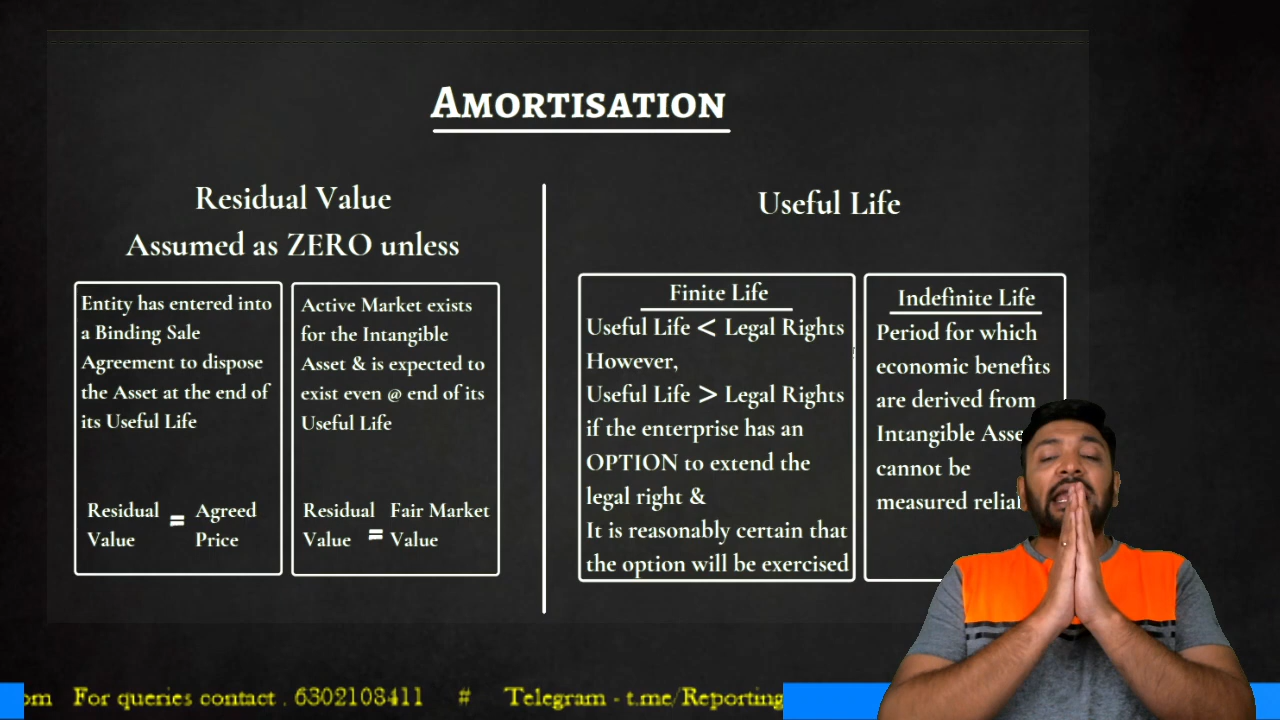 AMORTISATION
Residual Value
Assumed as ZERO unless
Entity has entered into
a Binding Sale
Agreement to dispose
the Asset at the end of
its Useful Life
Residual = Agreed
Value Price
Active Market exists
for the Intangible
Asset & is expected to
exist even @ end of its
Useful Life
Residual = Fair Market
Value Value
Useful Life
Finite Life
Useful Life < Legal Rights
However,
Useful Life > Legal Rights
if the enterprise has an
OPTION to extend the
legal right &
It is reasonably certain that
the option will be exercised
Indefinite Life
Period for which
economic benefits
are derived from
Intangible
cannot be
measured
om For queries contact . 6302108411 # Telegram - t.me/Reporting